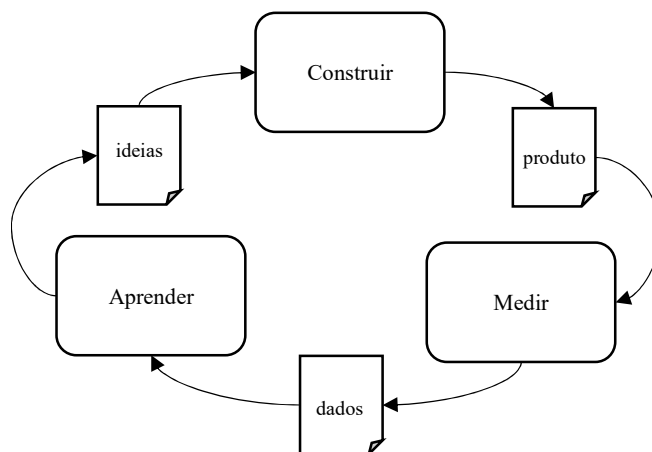 Construir
ideias
produto
Aprender
Medir
dados